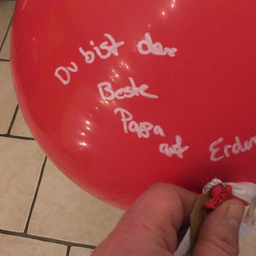 Du bist der
Beste
Papa
auf Erden